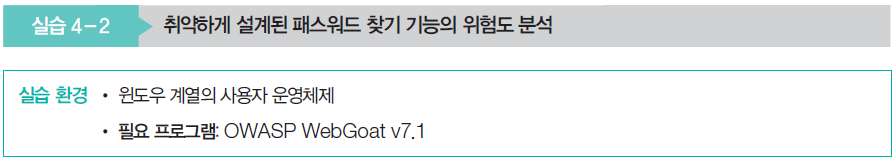 실습 4-2 취약하게 설계된 패스워드 찾기 기능의 위험도 분석
실습 환경 • 윈도우 계열의 사용자 운영체제
• 필요 프로그램: OWASP WebGoat v7.1